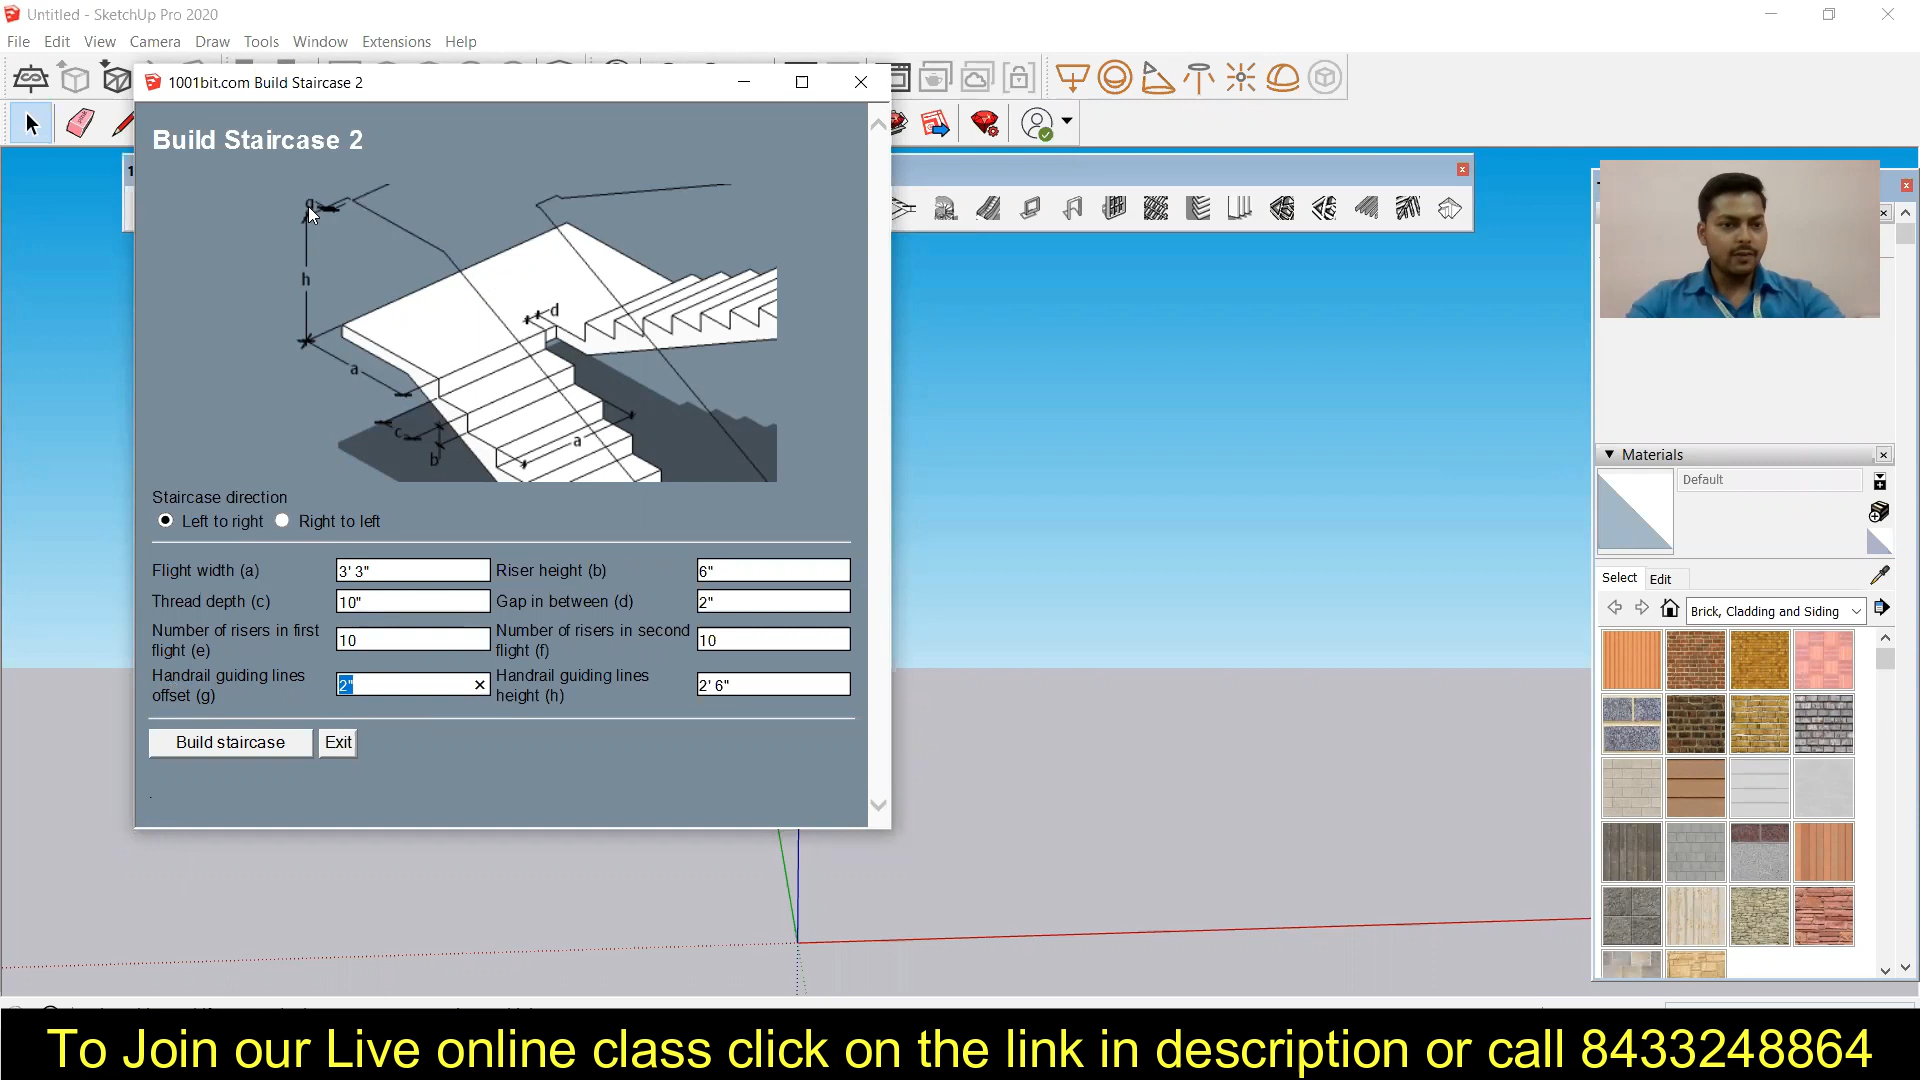 Untitled - SketchUp Pro 2020
File Edit View Camera Draw Tools Window Extensions Help
1001bit.com Build Staircase 2
Build Staircase 2
g
h
d
a
c
a
b
Staircase direction
Left to right Right to left
Flight width (a) 3' 3" Riser height (b) 6"
Thread depth (c) 10" Gap in between (d) 2"
Number of risers in first flight (e) 10 Number of risers in second flight (f) 10
Handrail guiding lines offset (g) 2" Handrail guiding lines height (h) 2' 6"
Build staircase Exit
.
Materials
Default
Select Edit
Brick, Cladding and Siding
To Join our Live online class click on the link in description or call 8433248864